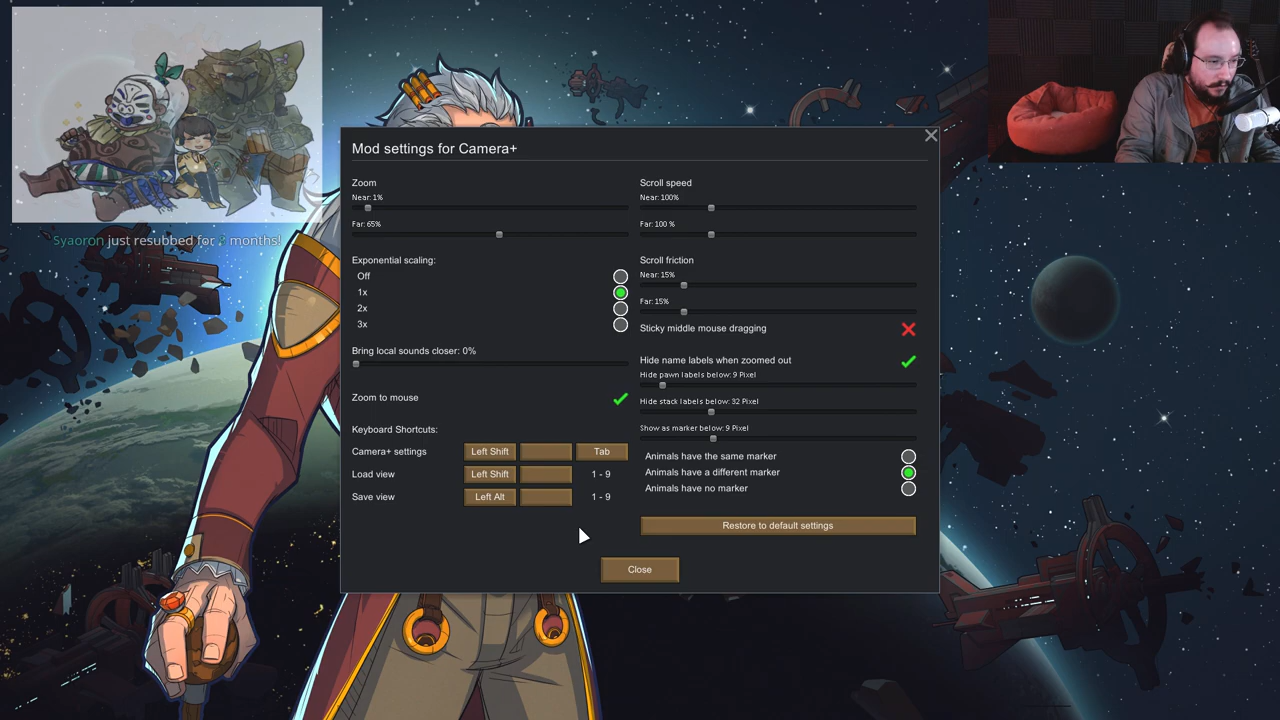 Syaoron just resubbed for months!
Mod settings for Camera+
Zoom
Near: 1%
Far: 65%
Exponential scaling:
Off
1x
2x
3x
Bring local sounds closer: 0%
Zoom to mouse
Keyboard Shortcuts:
Camera+ settings Left Shift Tab
Load view Left Shift 1 - 9
Save view Left Alt 1 - 9
Scroll speed
Near: 100%
Far: 100 %
Scroll friction
Near: 15%
Far: 15%
Sticky middle mouse dragging
Hide name labels when zoomed out
Hide pawn labels below: 9 Pixel
Hide stack labels below: 32 Pixel
Show as marker below: 9 Pixel
Animals have the same marker
Animals have a different marker
Animals have no marker
Restore to default settings
Close